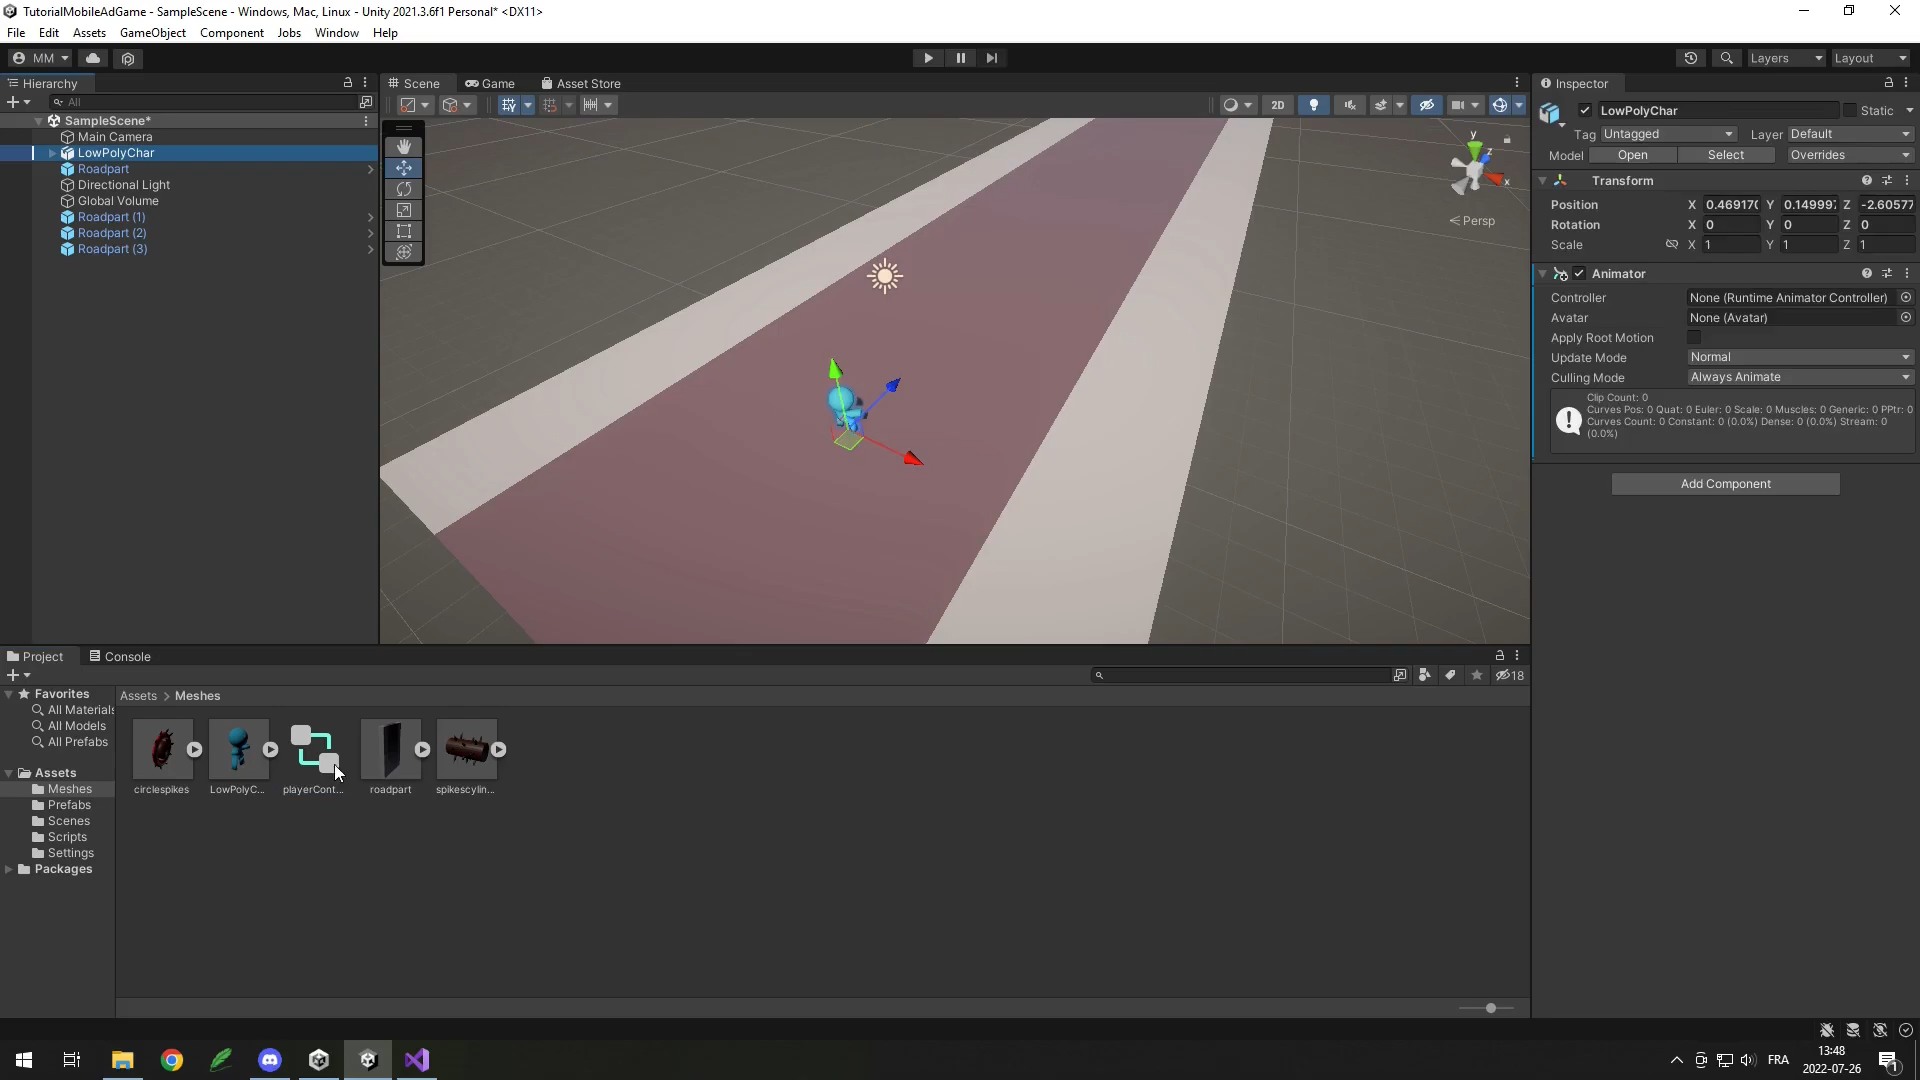 TutorialMobileAdGame - SampleScene - Windows, Mac, Linux - Unity 2021.3.6f1 Personal* <DX11>
File Edit Assets GameObject Component Jobs Window Help
MM
Layers Layout
Hierarchy
All
SampleScene*
Main Camera
LowPolyChar
Roadpart
Directional Light
Global Volume
Roadpart (1)
Roadpart (2)
Roadpart (3)
Scene Game Asset Store
2D
y
z
x
< Persp
Inspector
LowPolyChar Static
Tag Untagged Layer Default
Model Open Select Overrides
Transform
Position X 0.46917( Y 0.14999; Z -2.60577
Rotation X 0 Y 0 Z 0
Scale X 1 Y 1 Z 1
Animator
Controller None (Runtime Animator Controller)
Avatar None (Avatar)
Apply Root Motion
Update Mode Normal
Culling Mode Always Animate
Clip Count: 0
Curves Pos: 0 Quat: 0 Euler: 0 Scale: 0 Muscles: 0 Generic: 0 PPtr: 0
Curves Count: 0 Constant: 0 (0.0%) Dense: 0 (0.0%) Stream: 0
(0.0%)
Add Component
Project Console
18
Favorites
All Materials
All Models
All Prefabs
Assets
Meshes
Prefabs
Scenes
Scripts
Settings
Packages
Assets > Meshes
circlespikes LowPolyC... playerCont... roadpart spikescylin...
FRA
13:48
2022-07-26
1